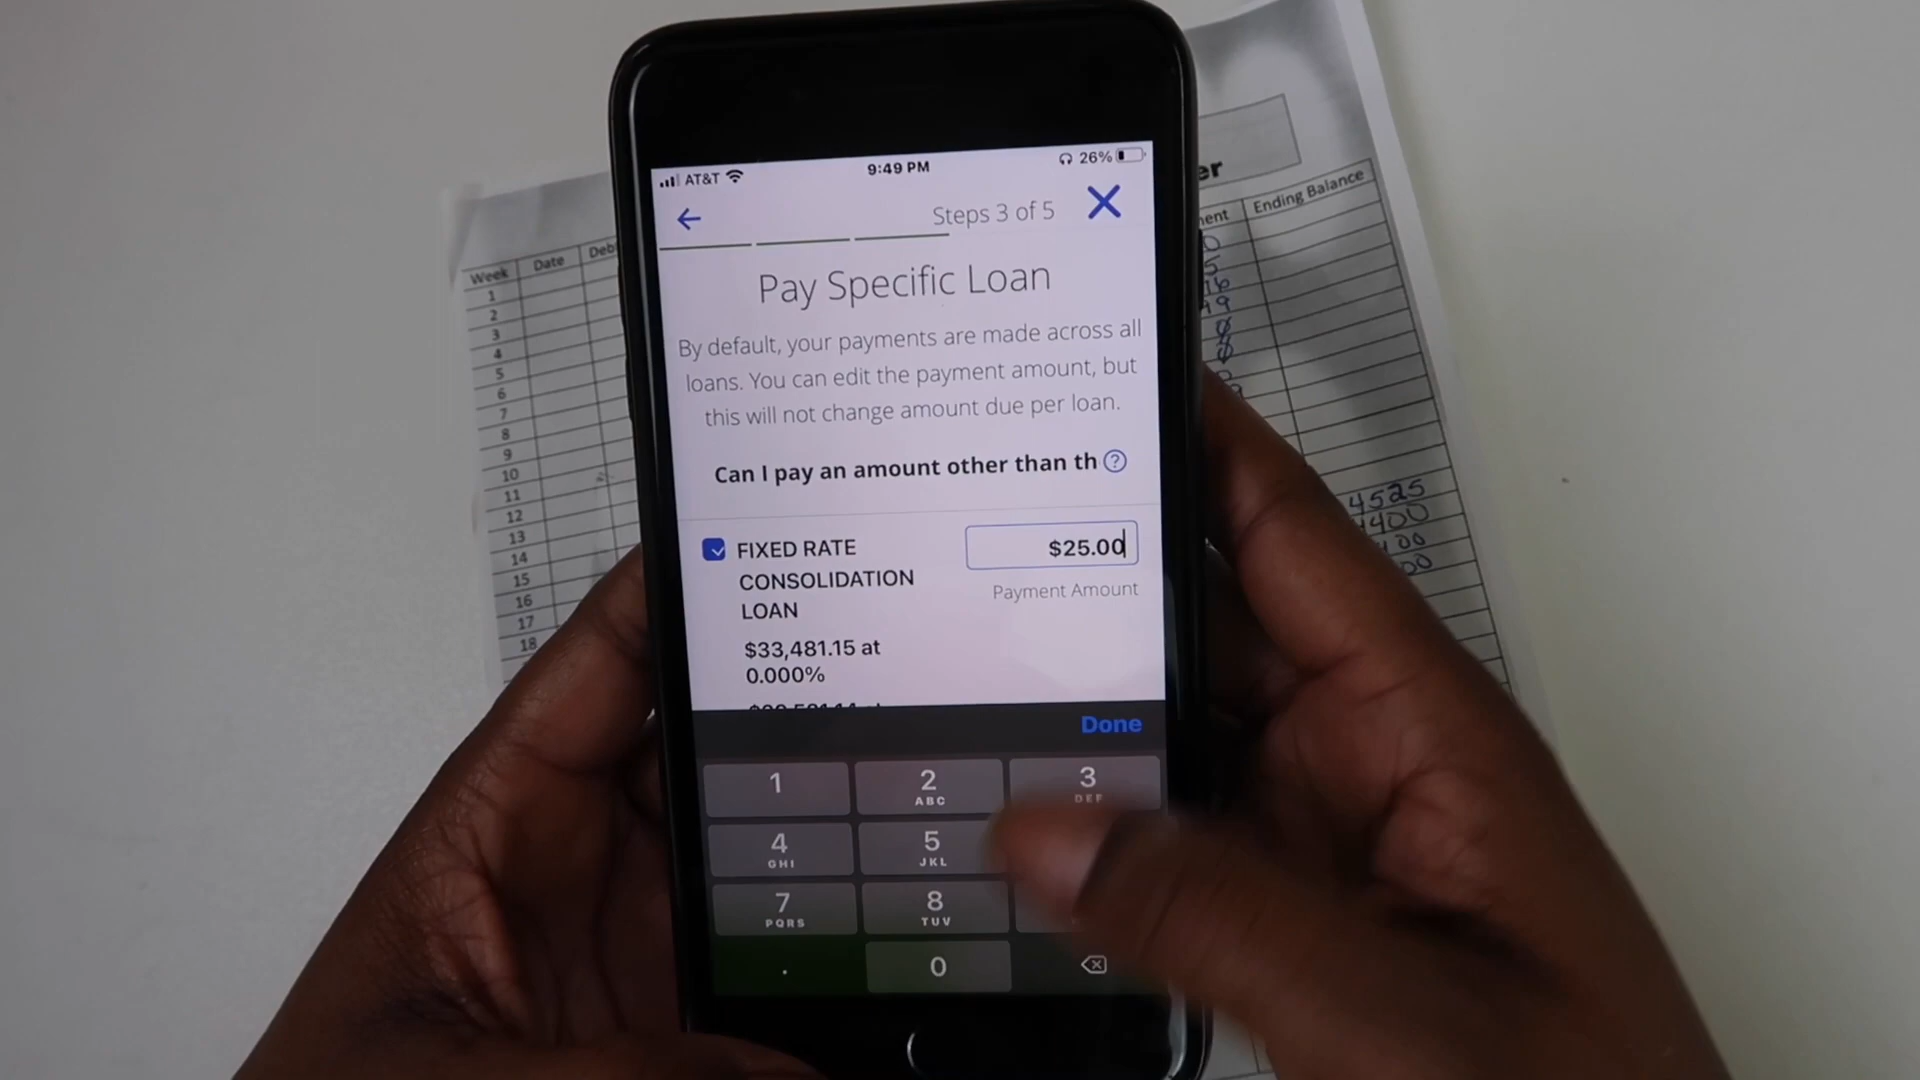 AT&T
9:49 PM
26%
Steps 3 of 5
Pay Specific Loan
By default, your payments are made across all
loans. You can edit the payment amount, but
this will not change amount due per loan.
Can I pay an amount other than th
FIXED RATE
CONSOLIDATION
LOAN
$25.00
Payment Amount
$33,481.15 at
0.000%
Done
1
2
ABC
3
DEF
4
GHI
5
JKL
7
PQRS
8
TUV
.
0
Week
Date
1
2
3
4
5
6
7
8
9
10
11
12
13
14
15
16
17
18
Ending Balance
4525